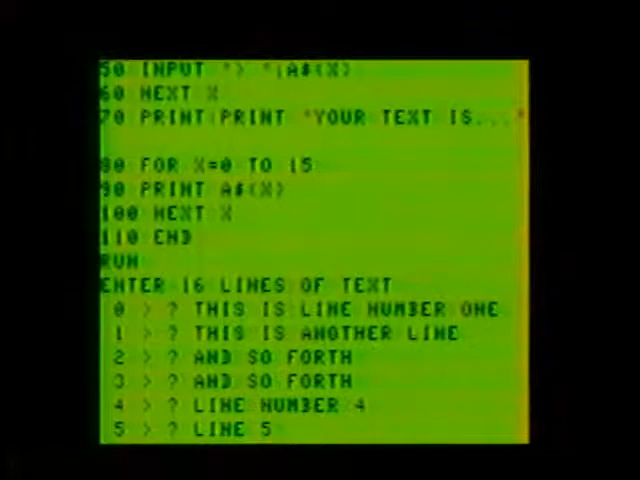 50 INPUT "> ";A$(X)
60 NEXT X
70 PRINT:PRINT "YOUR TEXT IS..."
80 FOR X=0 TO 15
90 PRINT A$(X)
100 NEXT X
110 END
RUN
ENTER 16 LINES OF TEXT
0 > ? THIS IS LINE NUMBER ONE
1 > ? THIS IS ANOTHER LINE
2 > ? AND SO FORTH
3 > ? AND SO FORTH
4 > ? LINE NUMBER 4
5 > ? LINE 5